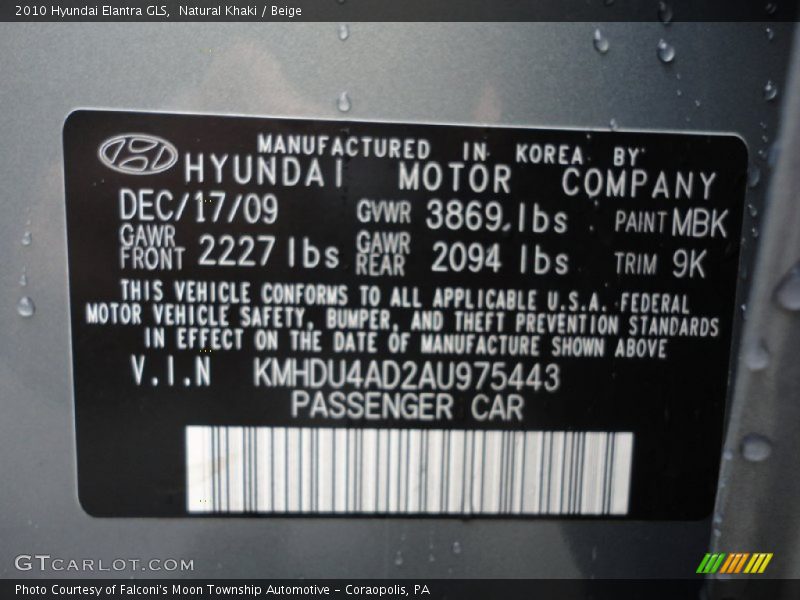 2010 Hyundai Elantra GLS,  Natural Khaki / Beige
MANUFACTURED IN KOREA BY
HYUNDAI MOTOR COMPANY
DEC/17/09 GVWR 3869 lbs PAINT MBK
GAWR FRONT 2227 lbs GAWR REAR 2094 lbs TRIM 9K
THIS VEHICLE CONFORMS TO ALL APPLICABLE U.S.A. FEDERAL
MOTOR VEHICLE SAFETY, BUMPER, AND THEFT PREVENTION STANDARDS
IN EFFECT ON THE DATE OF MANUFACTURE SHOWN ABOVE
V.I.N KMHDU4AD2AU975443
PASSENGER CAR
GTCARLOT.COM
Photo Courtesy of Falconi's Moon Township Automotive - Coraopolis, PA